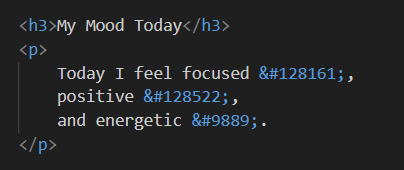 <h3>My Mood Today</h3>
<p>
Today I feel focused &#128161;,
positive &#128522;,
and energetic &#9889;.
</p>